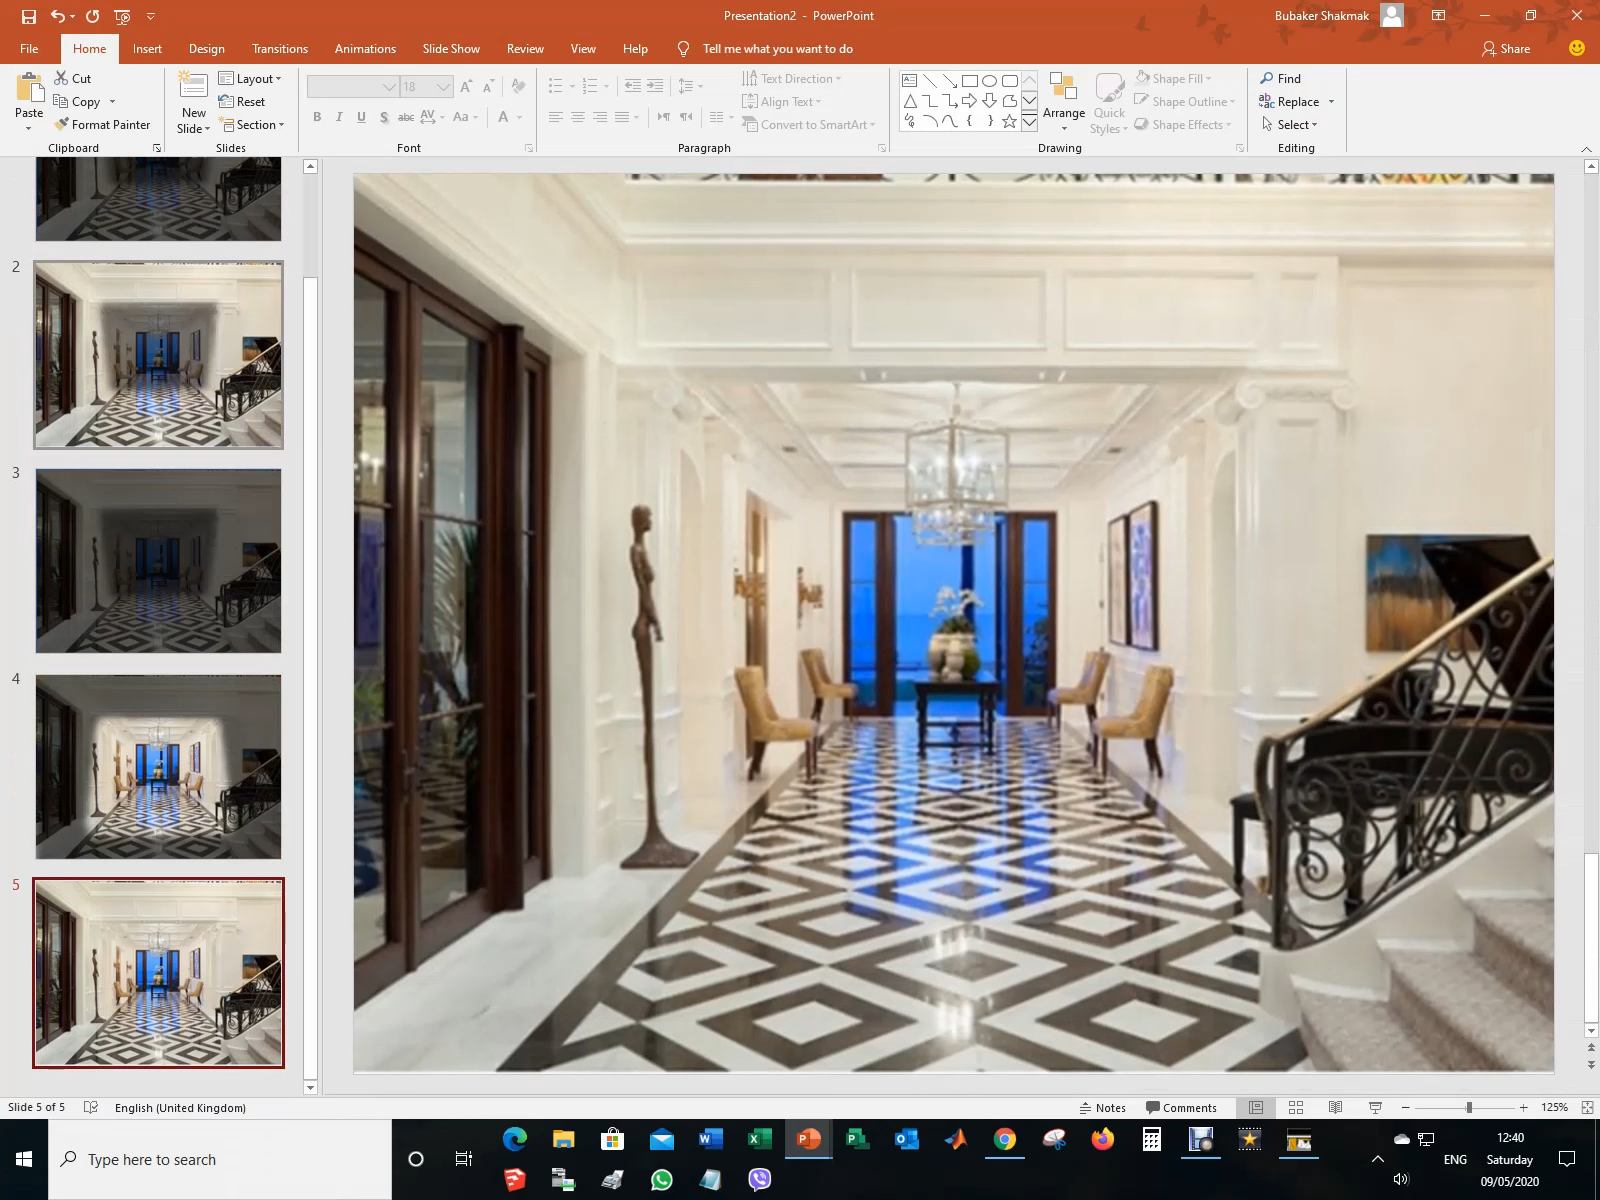 Presentation2 - PowerPoint
Bubaker Shakmak
File Home Insert Design Transitions Animations Slide Show Review View Help Tell me what you want to do Share
Paste
Cut
Copy
Format Painter
Clipboard
New
Slide
Layout
Reset
Section
Slides
18
B I U S abc AV Aa A
Font
Text Direction
Align Text
Convert to SmartArt
Paragraph
Arrange
Quick
Styles
Shape Fill
Shape Outline
Shape Effects
Drawing
Find
Replace
Select
Editing
2
3
4
5
Slide 5 of 5 English (United Kingdom) Notes Comments 125%
Type here to search
ENG
12:40
Saturday
09/05/2020